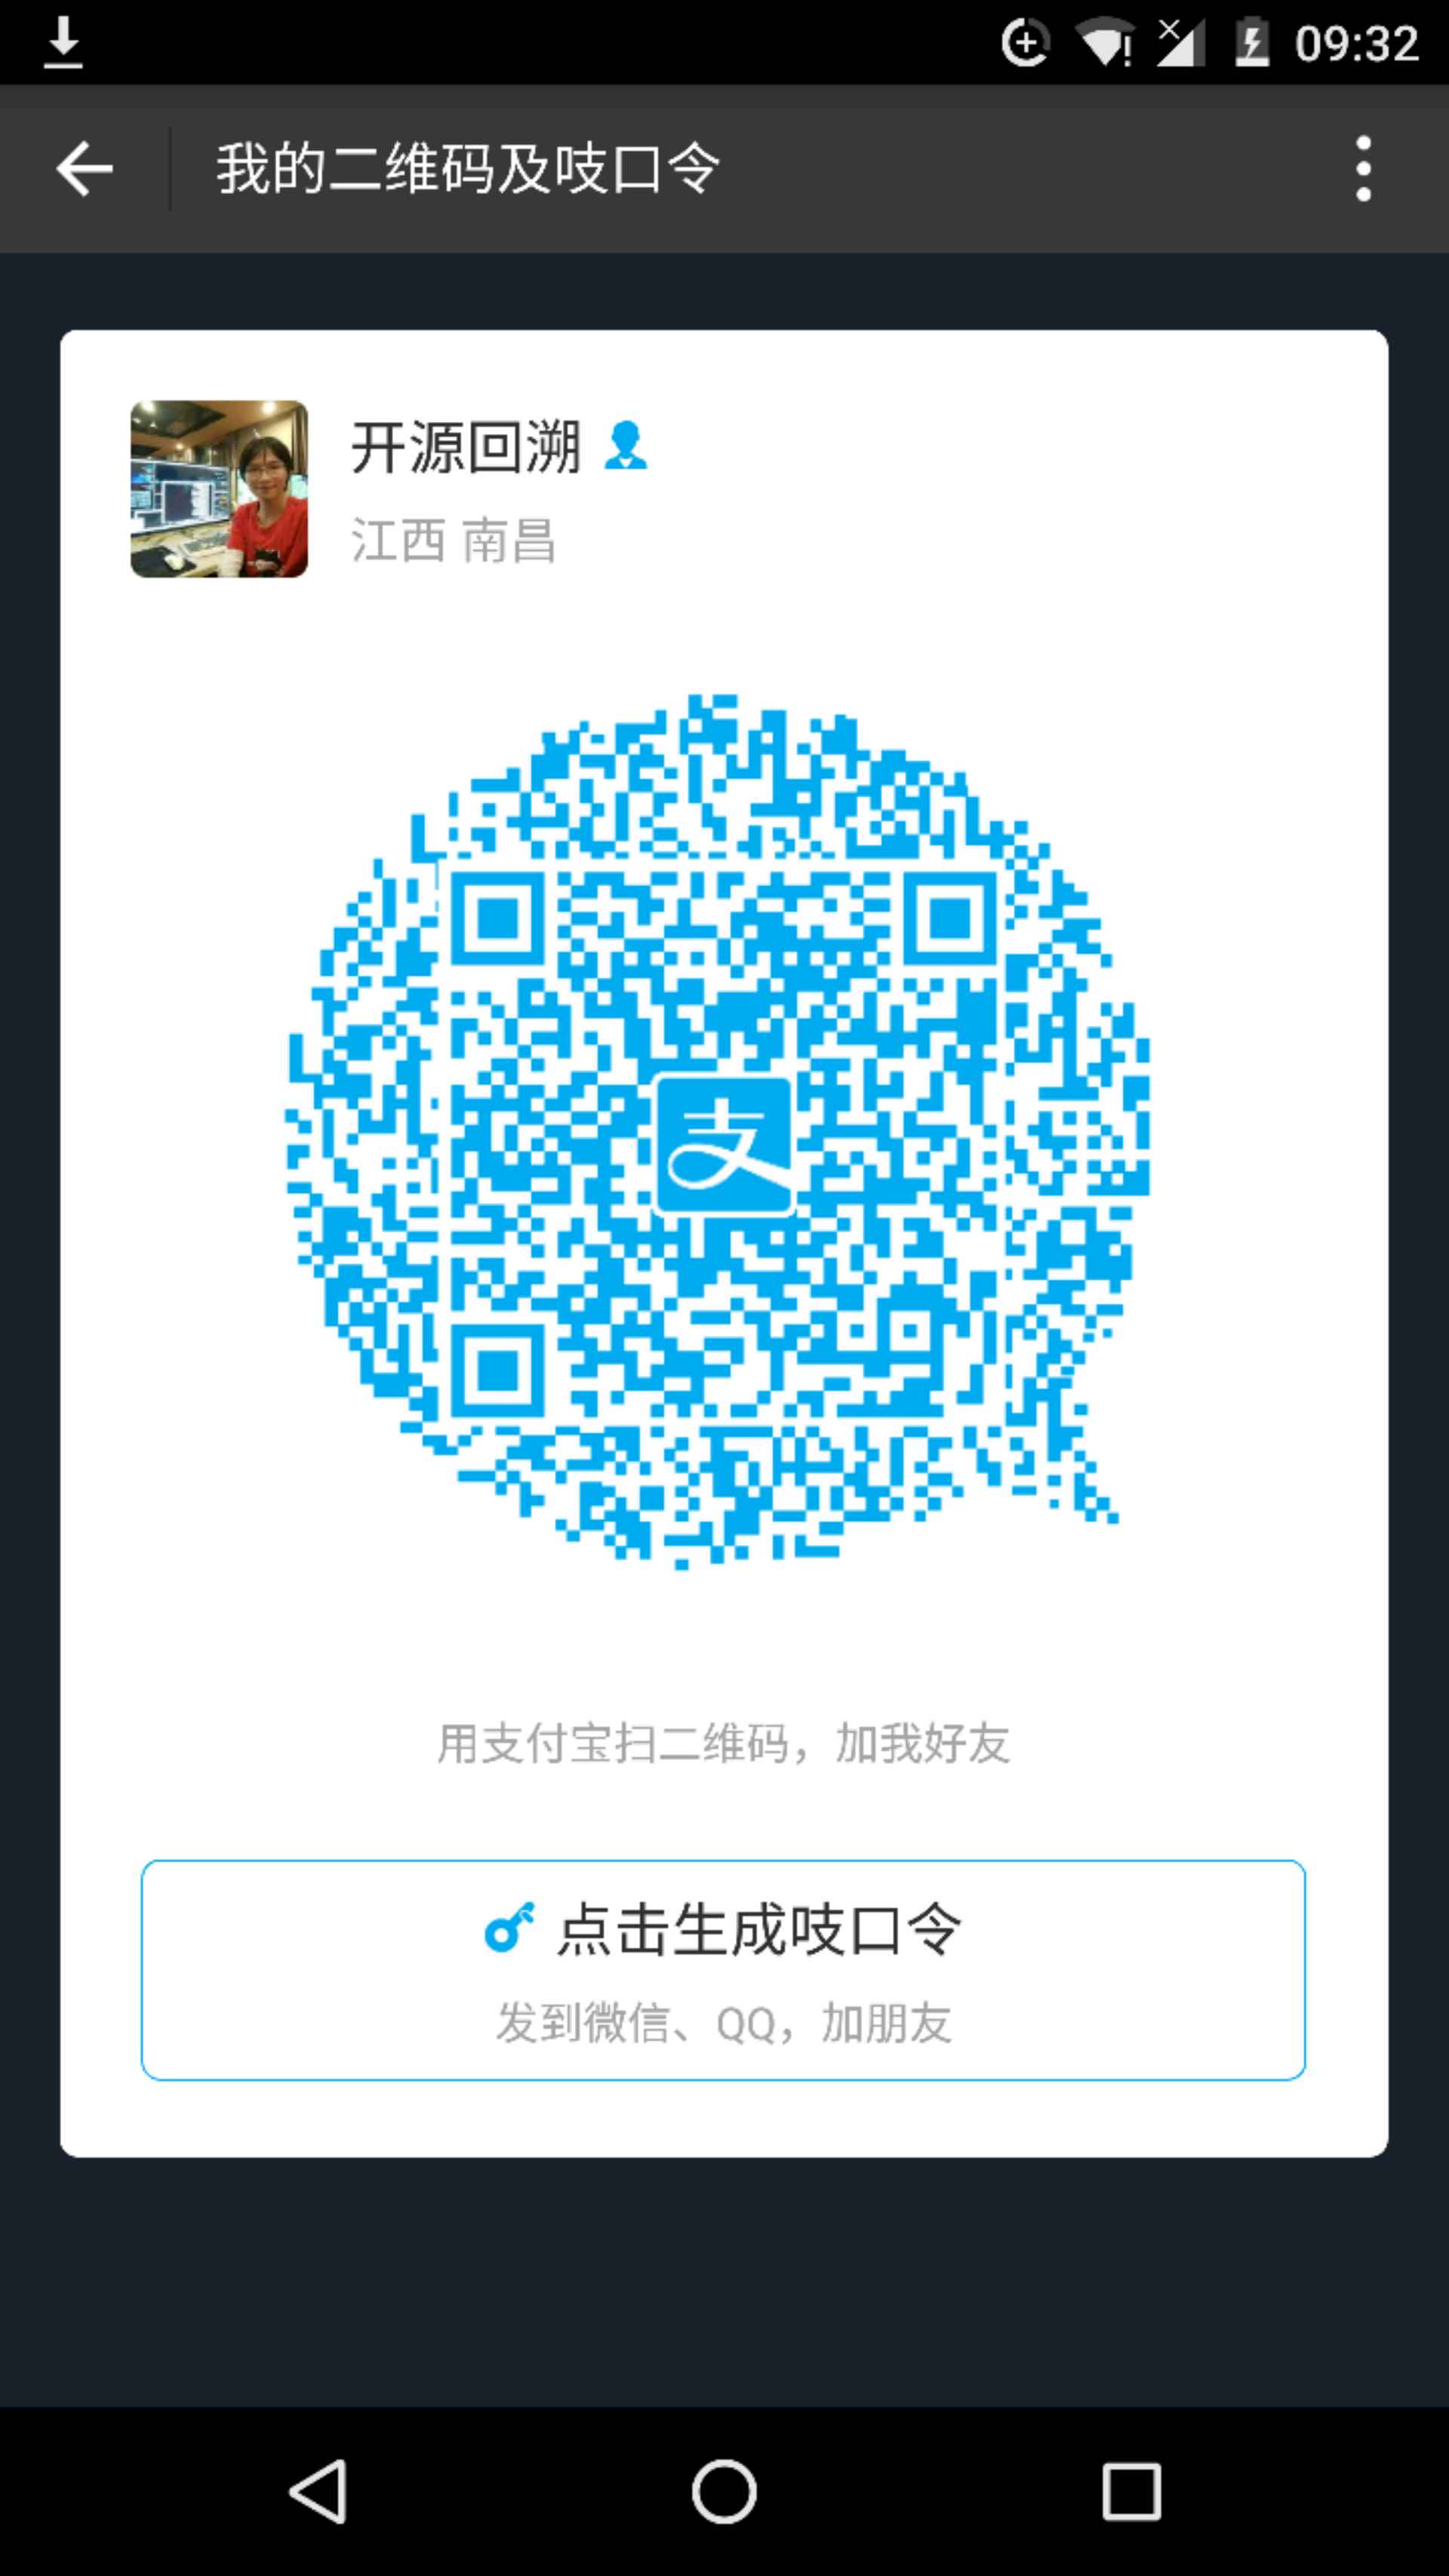 09:32
我的二维码及吱口令
开源回溯
江西 南昌
支
用支付宝扫二维码，加我好友
点击生成吱口令
发到微信、QQ，加朋友